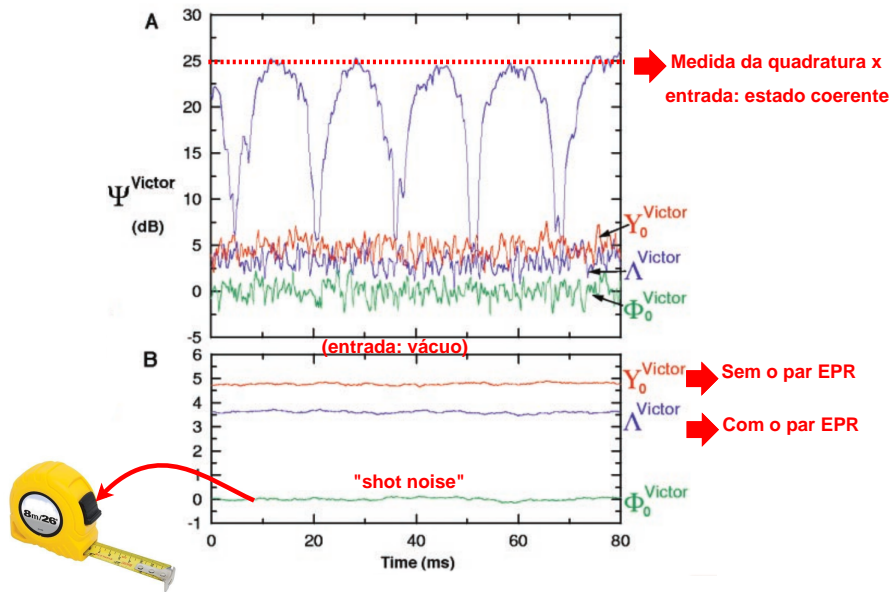 A
30
25
20
15
10
5
0
-5
Ψ^Victor
(dB)
Medida da quadratura x
entrada: estado coerente
Y₀^Victor
Λ^Victor
Φ₀^Victor
(entrada: vácuo)
B
6
5
4
3
2
1
0
-1
Y₀^Victor
Sem o par EPR
Λ^Victor
Com o par EPR
"shot noise"
Φ₀^Victor
8m/26'
0
20
40
60
80
Time (ms)